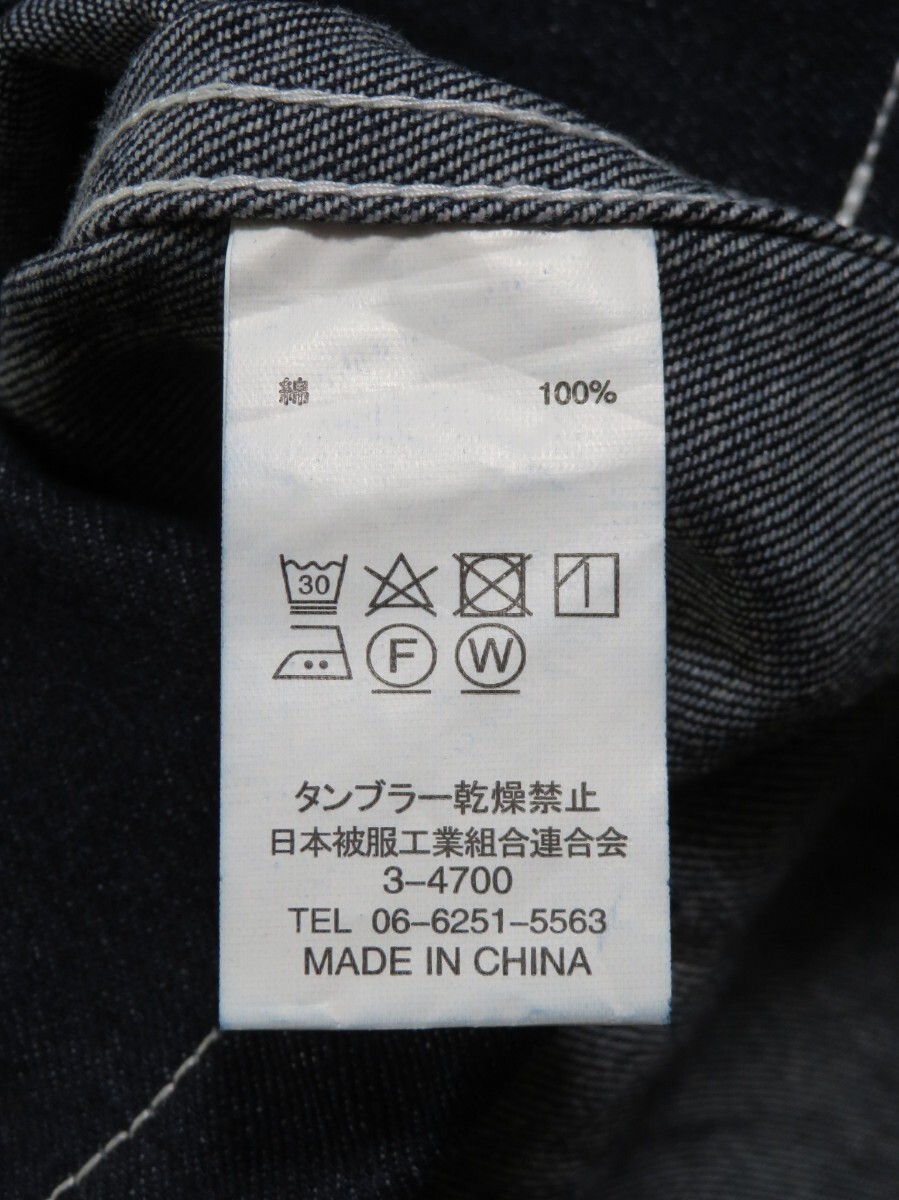 綿 100%
30
F W
タンブラー乾燥禁止
日本被服工業組合連合会
3-4700
TEL 06-6251-5563
MADE IN CHINA